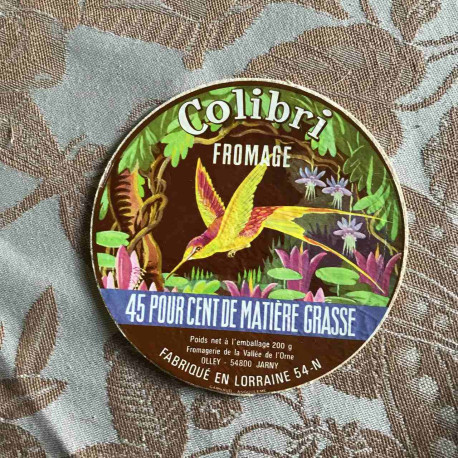 Colibri
FROMAGE
45 POUR CENT DE MATIÈRE GRASSE
Poids net à l'emballage 200 g
Fromagerie de la Vallée de l'Orne
OLLEY - 54800 JARNY
FABRIQUÉ EN LORRAINE 54-N